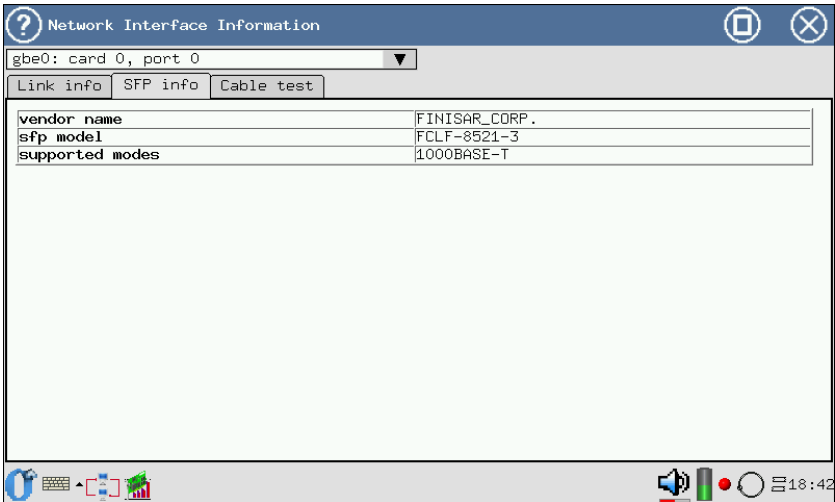 ? Network Interface Information
gbe0: card 0, port 0
Link info SFP info Cable test
vendor name FINISAR_CORP.
sfp model FCLF-8521-3
supported modes 1000BASE-T
18:42